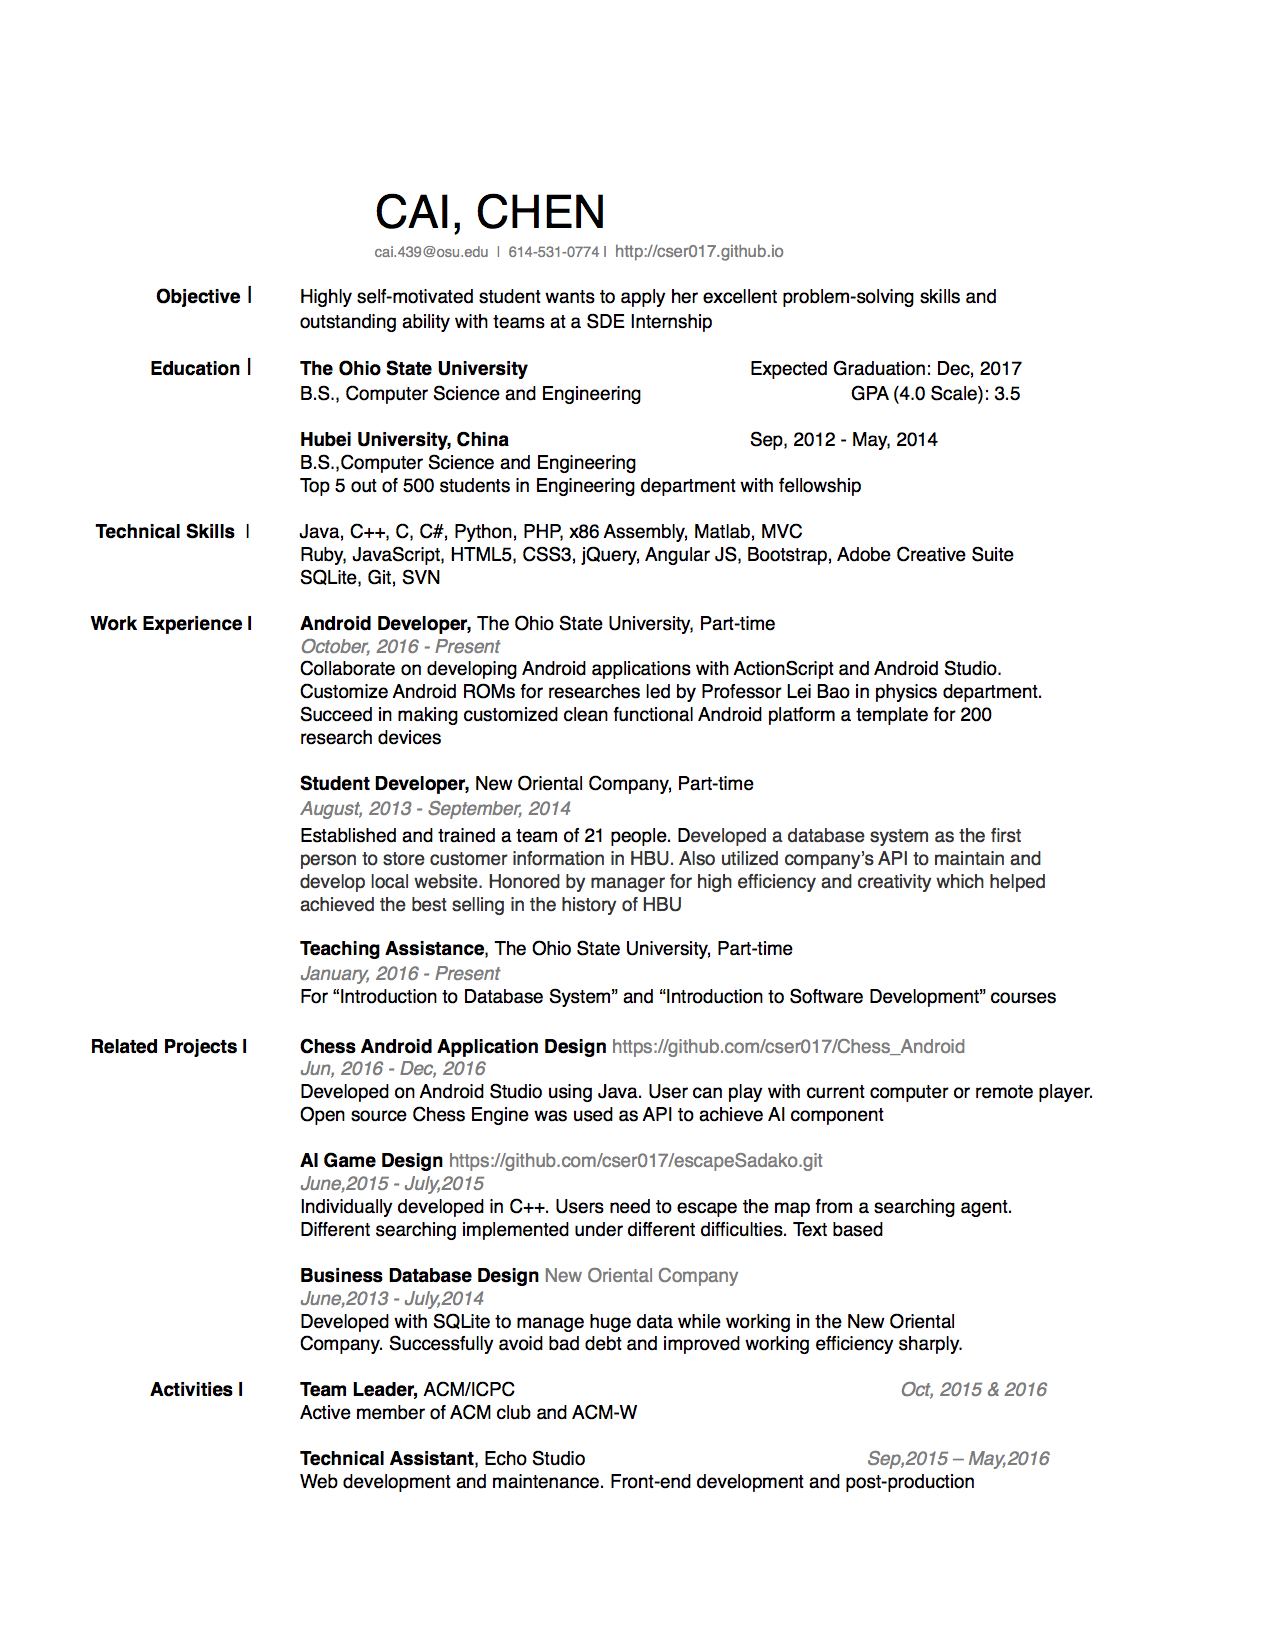 CAI, CHEN
cai.439@osu.edu | 614-531-0774 | http://cser017.github.io
Objective | Highly self-motivated student wants to apply her excellent problem-solving skills and
outstanding ability with teams at a SDE Internship
Education | The Ohio State University Expected Graduation: Dec, 2017
B.S., Computer Science and Engineering GPA (4.0 Scale): 3.5
Hubei University, China Sep, 2012 - May, 2014
B.S.,Computer Science and Engineering
Top 5 out of 500 students in Engineering department with fellowship
Technical Skills | Java, C++, C, C#, Python, PHP, x86 Assembly, Matlab, MVC
Ruby, JavaScript, HTML5, CSS3, jQuery, Angular JS, Bootstrap, Adobe Creative Suite
SQLite, Git, SVN
Work Experience | Android Developer, The Ohio State University, Part-time
October, 2016 - Present
Collaborate on developing Android applications with ActionScript and Android Studio.
Customize Android ROMs for researches led by Professor Lei Bao in physics department.
Succeed in making customized clean functional Android platform a template for 200
research devices
Student Developer, New Oriental Company, Part-time
August, 2013 - September, 2014
Established and trained a team of 21 people. Developed a database system as the first
person to store customer information in HBU. Also utilized company’s API to maintain and
develop local website. Honored by manager for high efficiency and creativity which helped
achieved the best selling in the history of HBU
Teaching Assistance, The Ohio State University, Part-time
January, 2016 - Present
For “Introduction to Database System” and “Introduction to Software Development” courses
Related Projects | Chess Android Application Design https://github.com/cser017/Chess_Android
Jun, 2016 - Dec, 2016
Developed on Android Studio using Java. User can play with current computer or remote player.
Open source Chess Engine was used as API to achieve AI component
AI Game Design https://github.com/cser017/escapeSadako.git
June,2015 - July,2015
Individually developed in C++. Users need to escape the map from a searching agent.
Different searching implemented under different difficulties. Text based
Business Database Design New Oriental Company
June,2013 - July,2014
Developed with SQLite to manage huge data while working in the New Oriental
Company. Successfully avoid bad debt and improved working efficiency sharply.
Activities | Team Leader, ACM/ICPC Oct, 2015 & 2016
Active member of ACM club and ACM-W
Technical Assistant, Echo Studio Sep,2015 – May,2016
Web development and maintenance. Front-end development and post-production